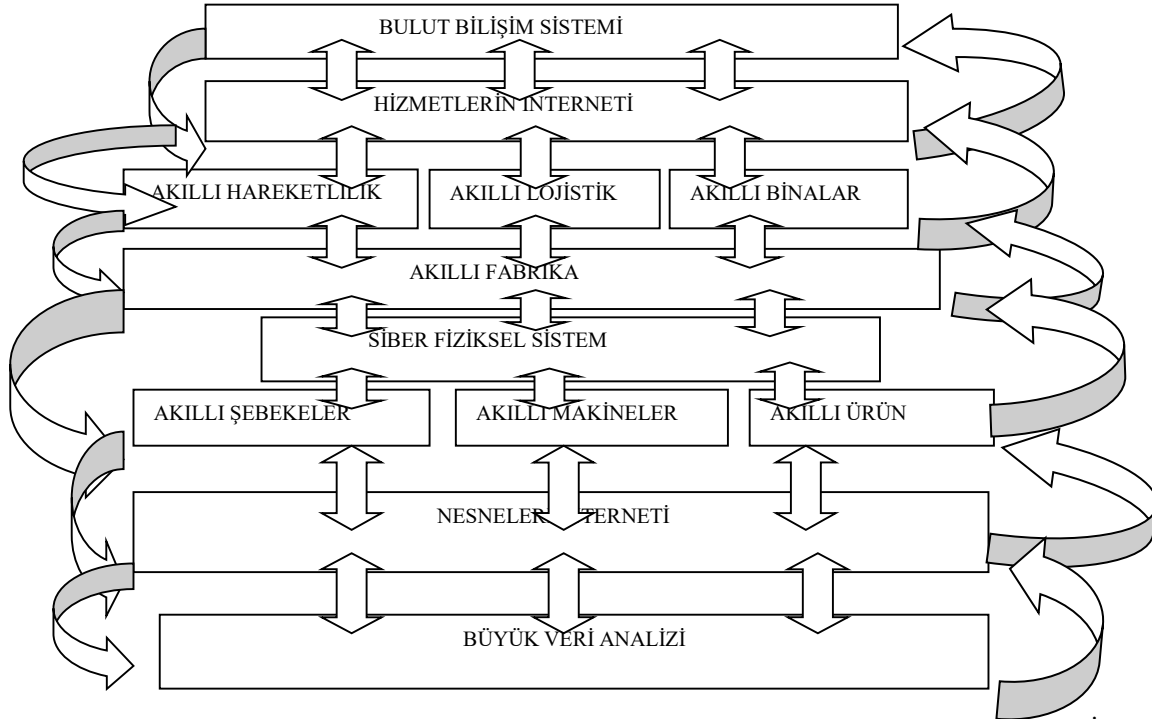 BULUT BİLİŞİM SİSTEMİ
HİZMETLERİN İNTERNETİ
AKILLI HAREKETLİLİK
AKILLI LOJİSTİK
AKILLI BİNALAR
AKILLI FABRİKA
SİBER FİZİKSEL SİSTEM
AKILLI ŞEBEKELER
AKILLI MAKİNELER
AKILLI ÜRÜN
BÜYÜK VERİ ANALİZİ